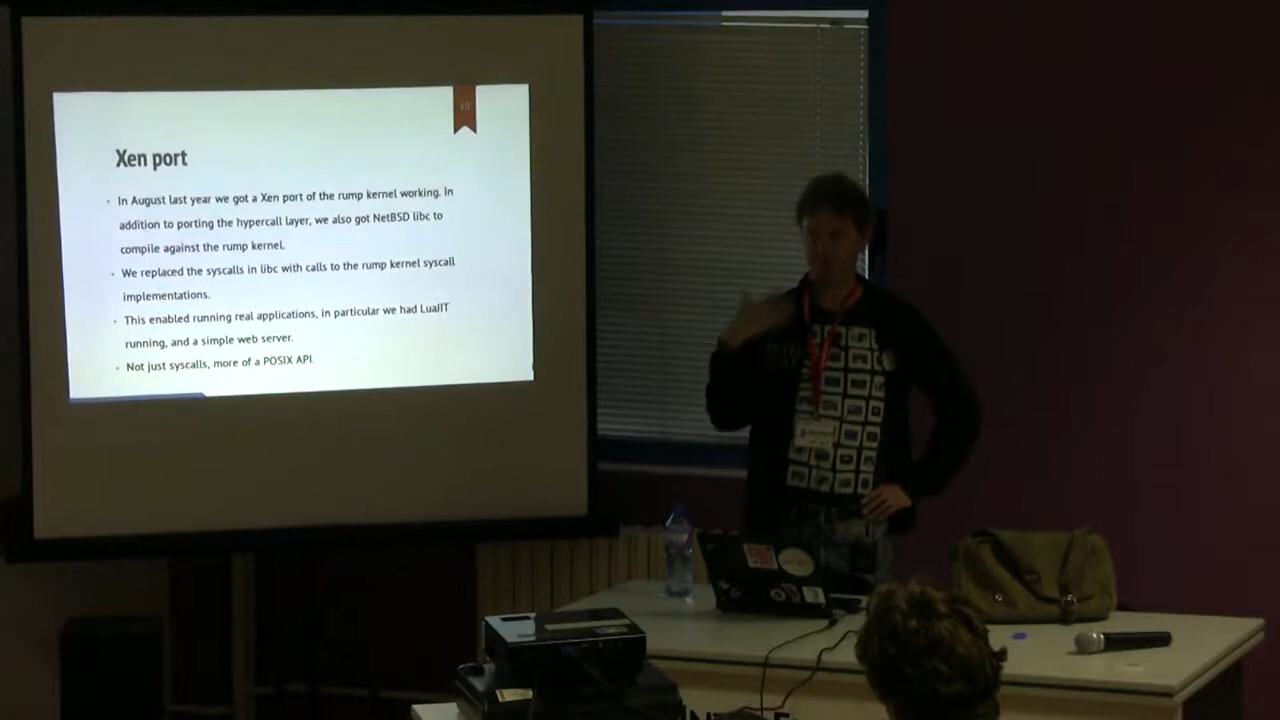 Xen port
In August last year we got a Xen port of the rump kernel working. In
addition to porting the hypercall layer, we also got NetBSD libc to
compile against the rump kernel.
We replaced the syscalls in libc with calls to the rump kernel syscall
implementations.
This enabled running real applications, in particular we had LuaJIT
running, and a simple web server.
Not just syscalls, more of a POSIX API.